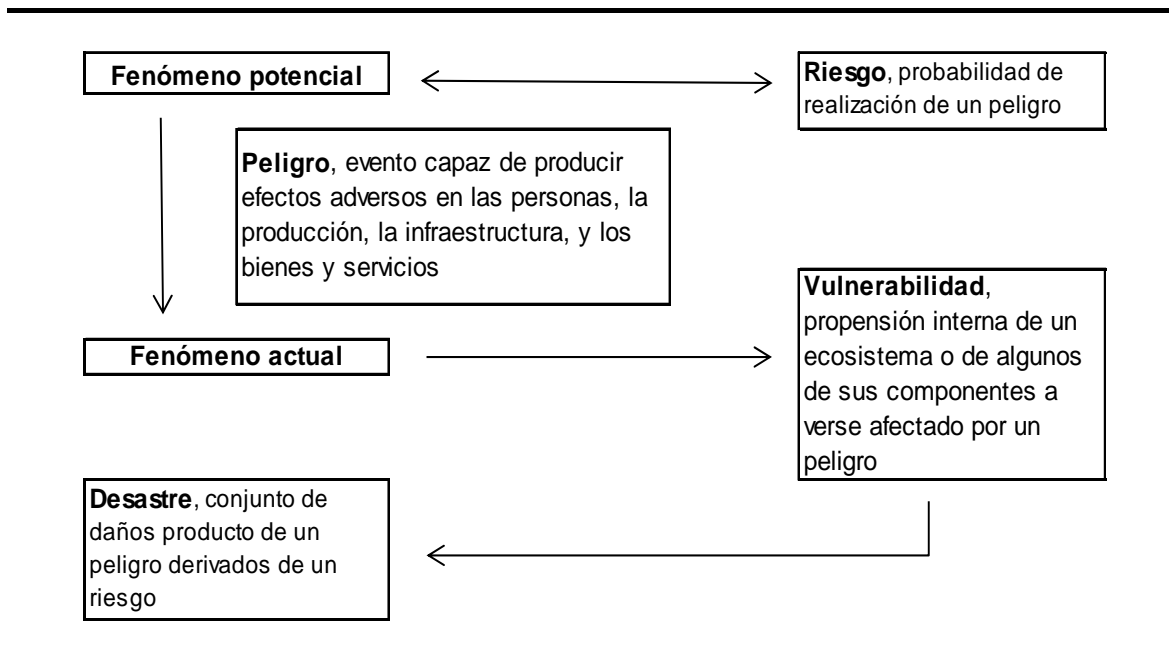 Fenómeno potencial
Riesgo, probabilidad de
realización de un peligro
Peligro, evento capaz de producir
efectos adversos en las personas, la
producción, la infraestructura, y los
bienes y servicios
Vulnerabilidad,
propensión interna de un
ecosistema o de algunos
de sus componentes a
verse afectado por un
peligro
Fenómeno actual
Desastre, conjunto de
daños producto de un
peligro derivados de un
riesgo